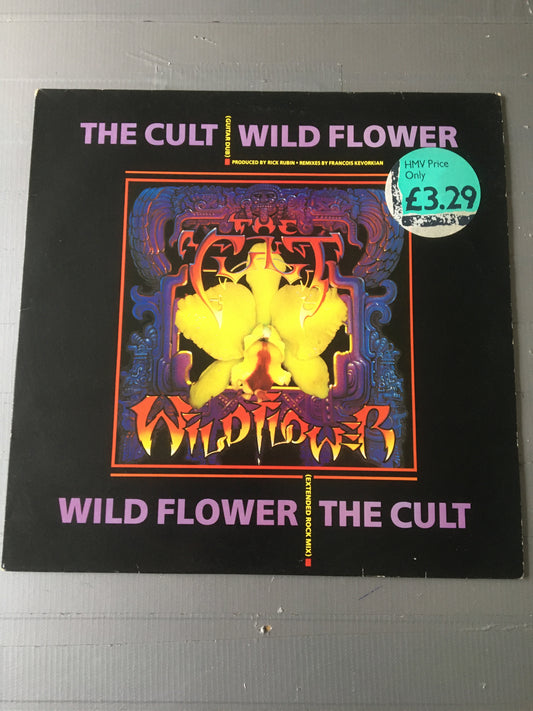 THE CULT WILD FLOWER
(GUITAR DUB)
PRODUCED BY RICK RUBIN • REMIXES BY FRANCOIS KEVORKIAN
HMV Price
Only
£3.29
THE
CULT
WILDFLOWER
WILD FLOWER THE CULT
(EXTENDED ROCK MIX)